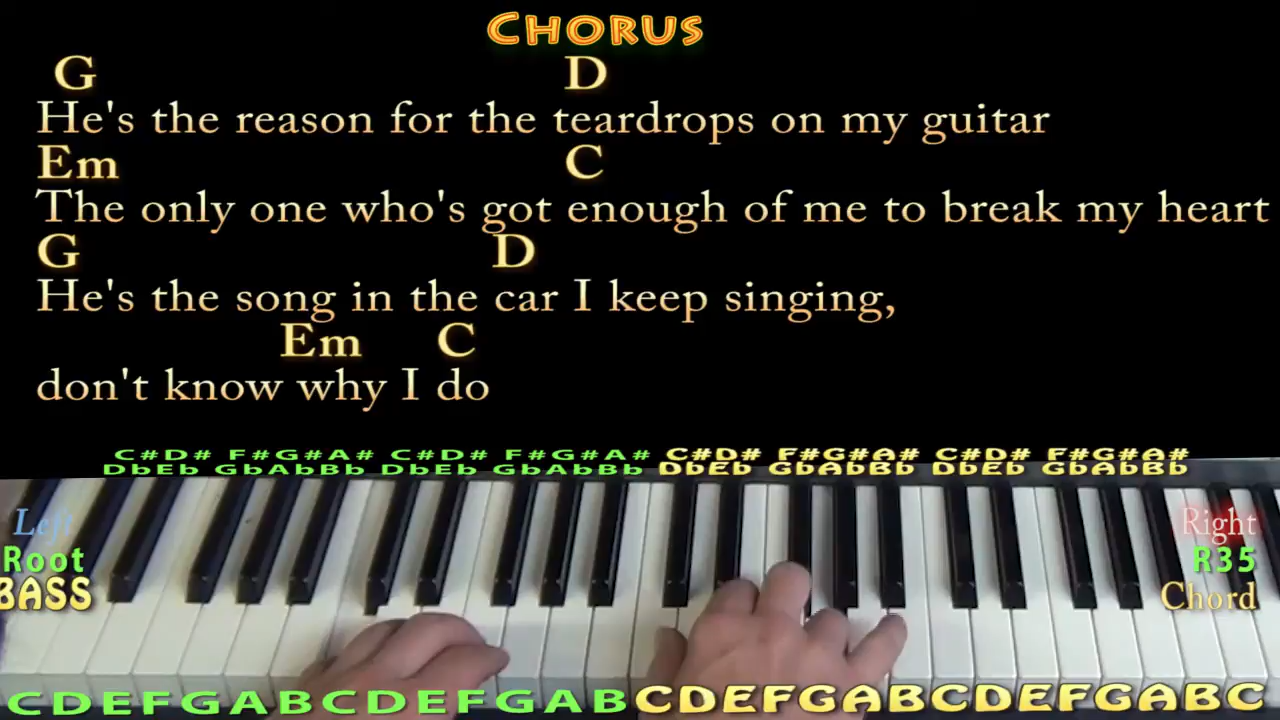 CHORUS
G D
He's the reason for the teardrops on my guitar
Em C
The only one who's got enough of me to break my heart
G D
He's the song in the car I keep singing,
Em C
don't know why I do
C#D# F#G#A# C#D# F#G#A# C#D# F#G#A# C#D# F#G#A#
DbEb GbAbBb DbEb GbAbBb DbEb GbAbBb DbEb GbAbBb
Left Right
Root R35
BASS Chord
CDEFGABCDEFGABCDEFGABCDEFGABC